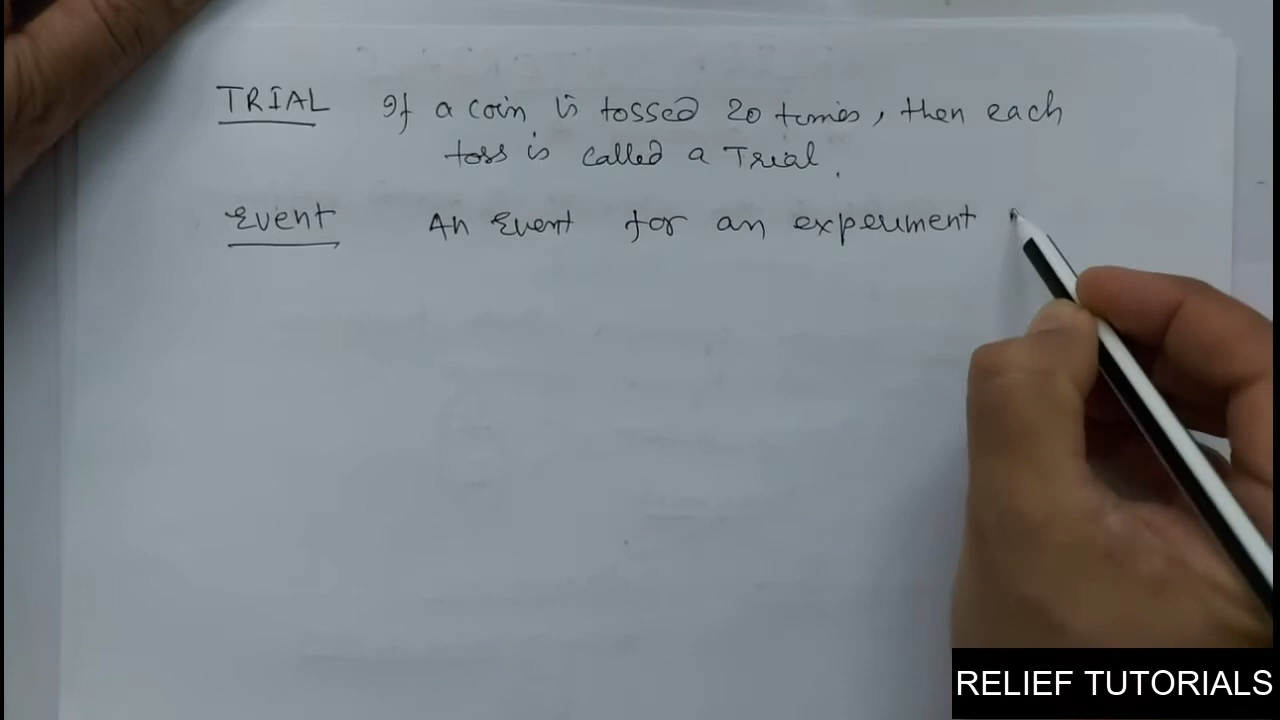 TRIAL If a coin is tossed 20 times, then each
toss is called a Trial.
Event An Event for an experiment
RELIEF TUTORIALS